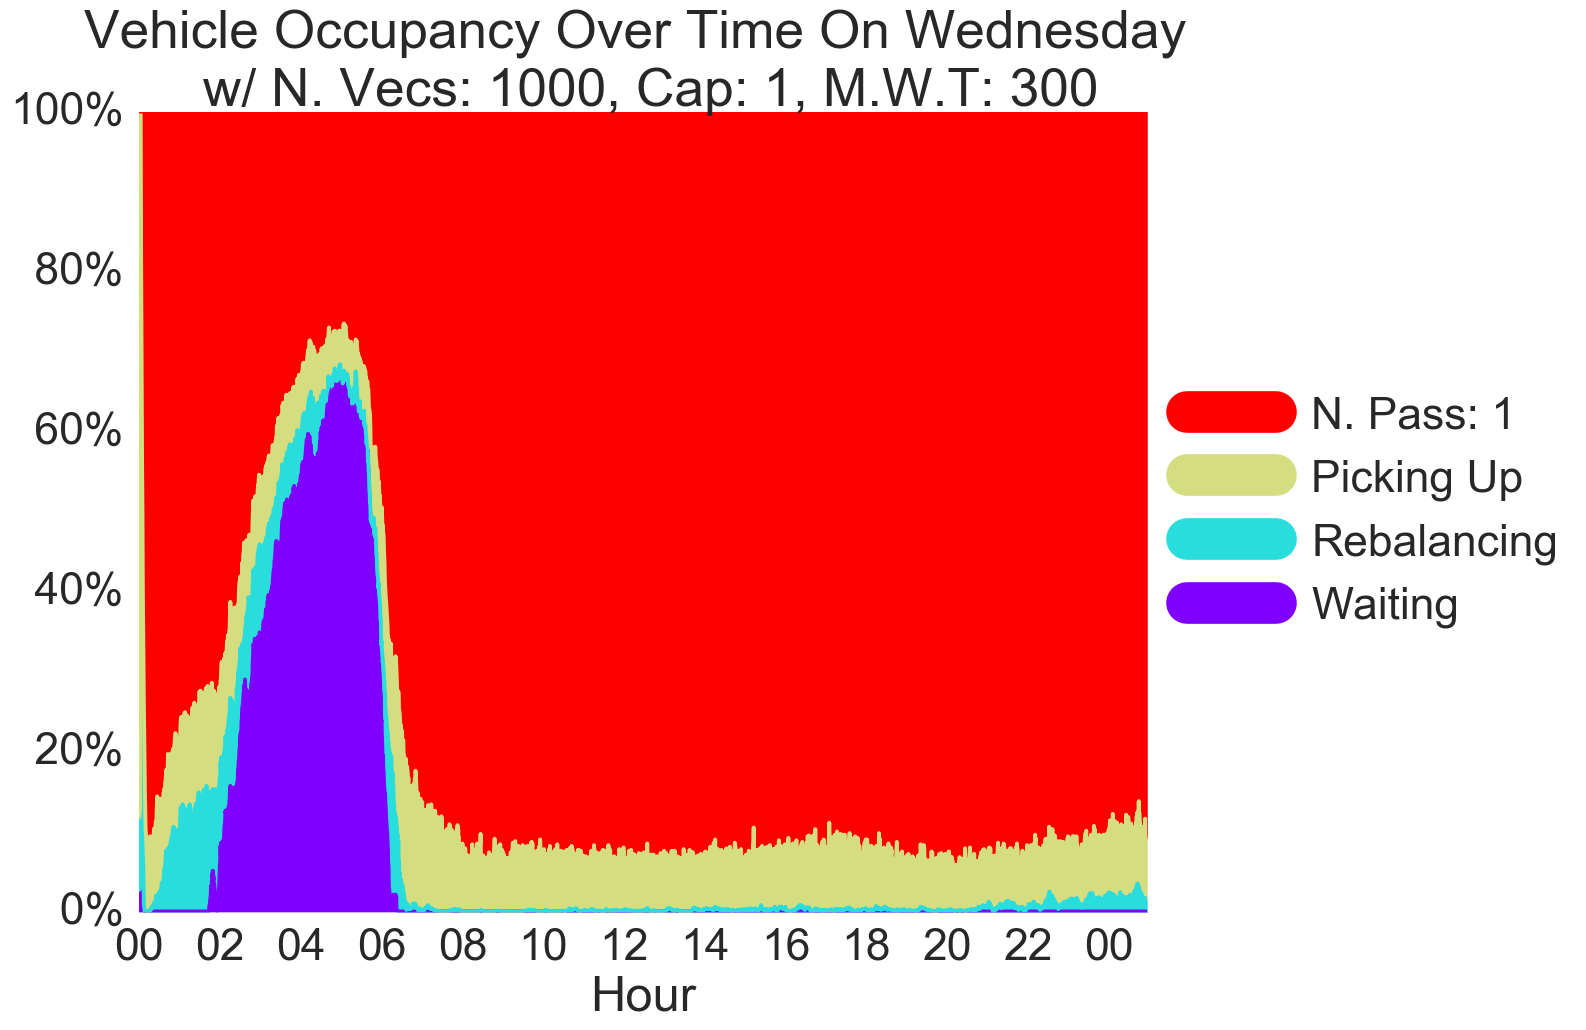 Vehicle Occupancy Over Time On Wednesday
w/ N. Vecs: 1000, Cap: 1, M.W.T: 300
100%
80%
60%
40%
20%
0%
00 02 04 06 08 10 12 14 16 18 20 22 00
Hour
N. Pass: 1
Picking Up
Rebalancing
Waiting